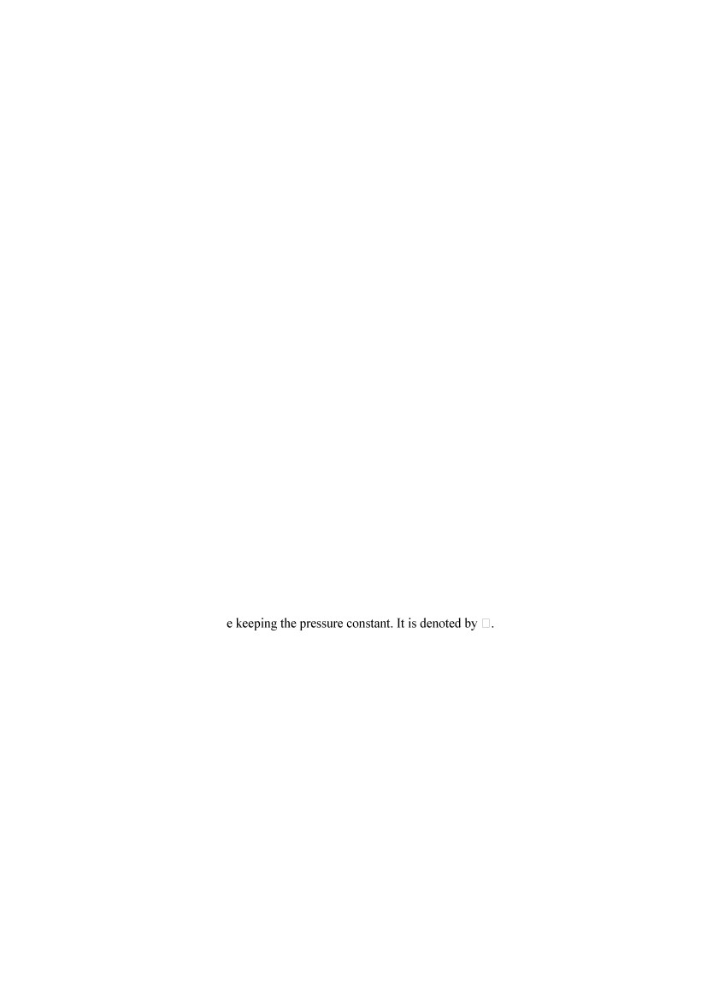 e keeping the pressure constant. It is denoted by □.